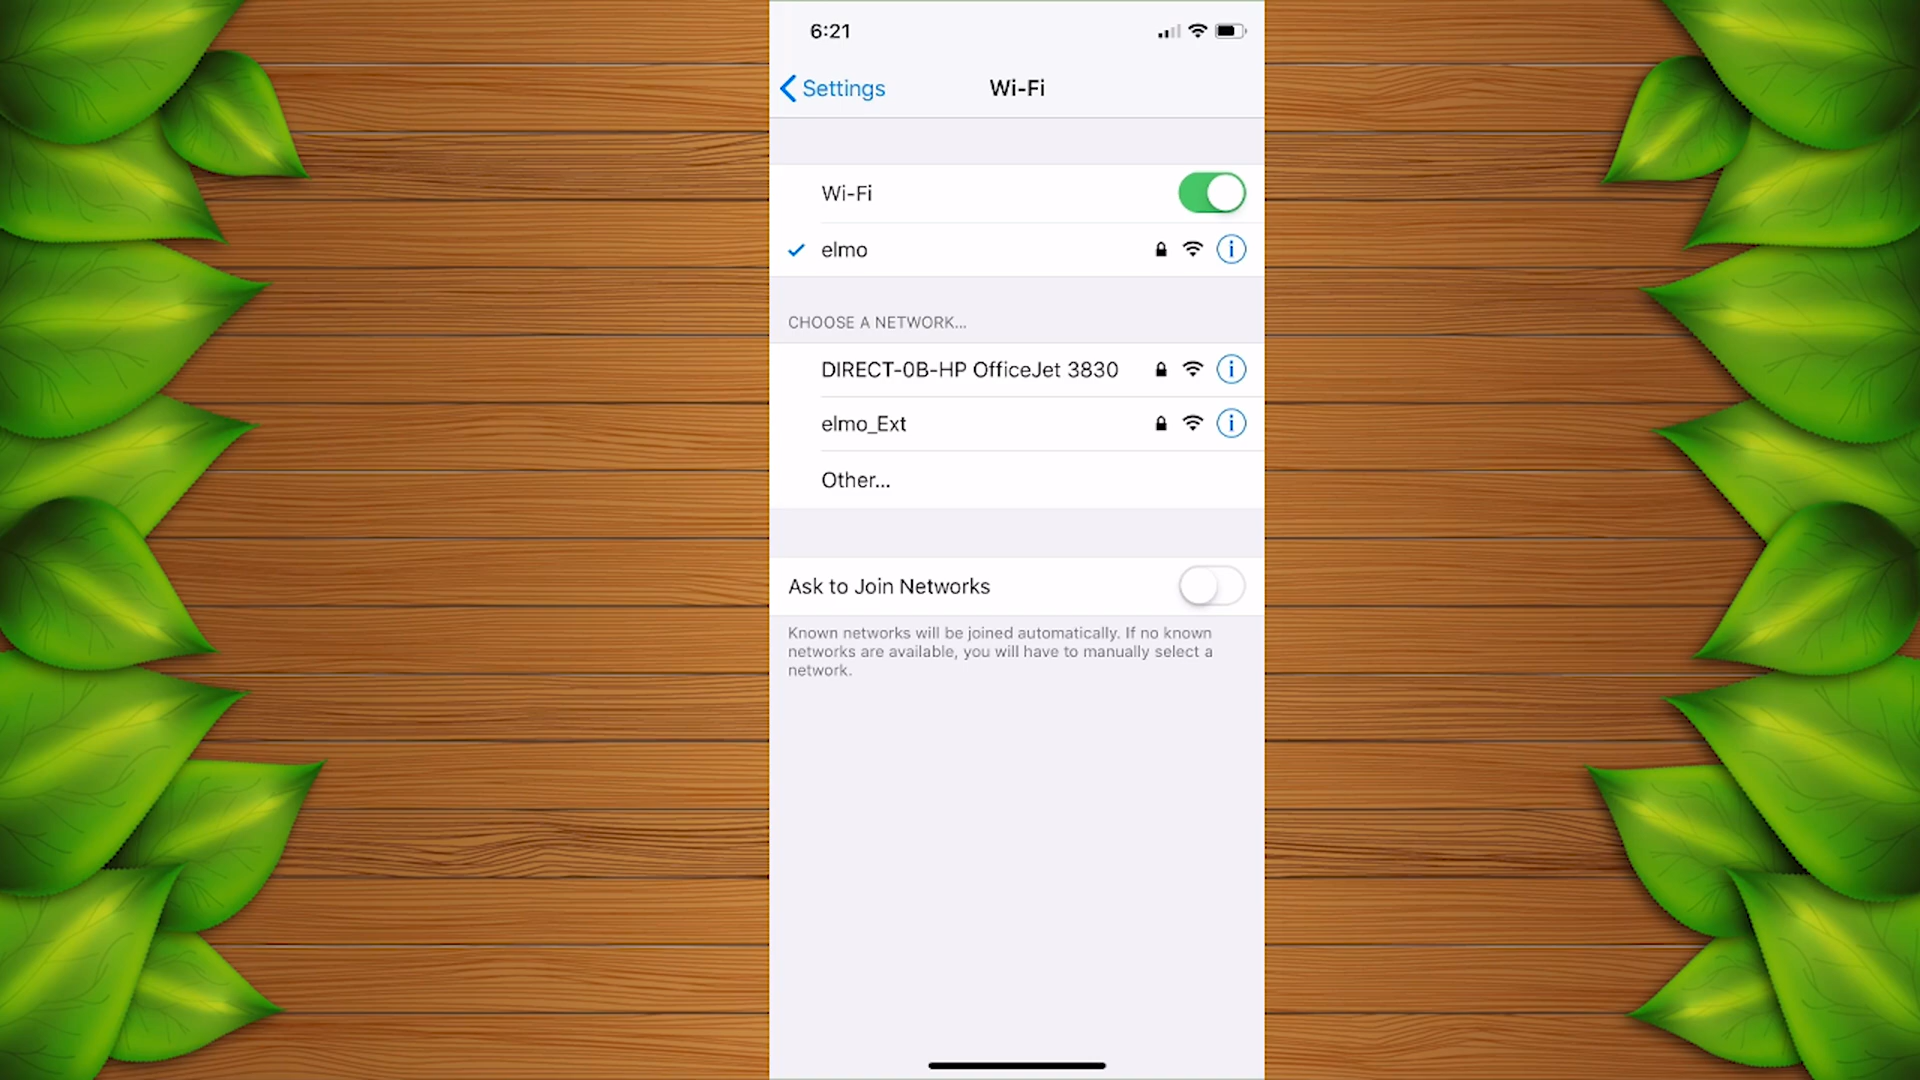 6:21
Settings
Wi-Fi
Wi-Fi
elmo
CHOOSE A NETWORK...
DIRECT-0B-HP OfficeJet 3830
elmo_Ext
Other...
Ask to Join Networks
Known networks will be joined automatically. If no known
networks are available, you will have to manually select a
network.